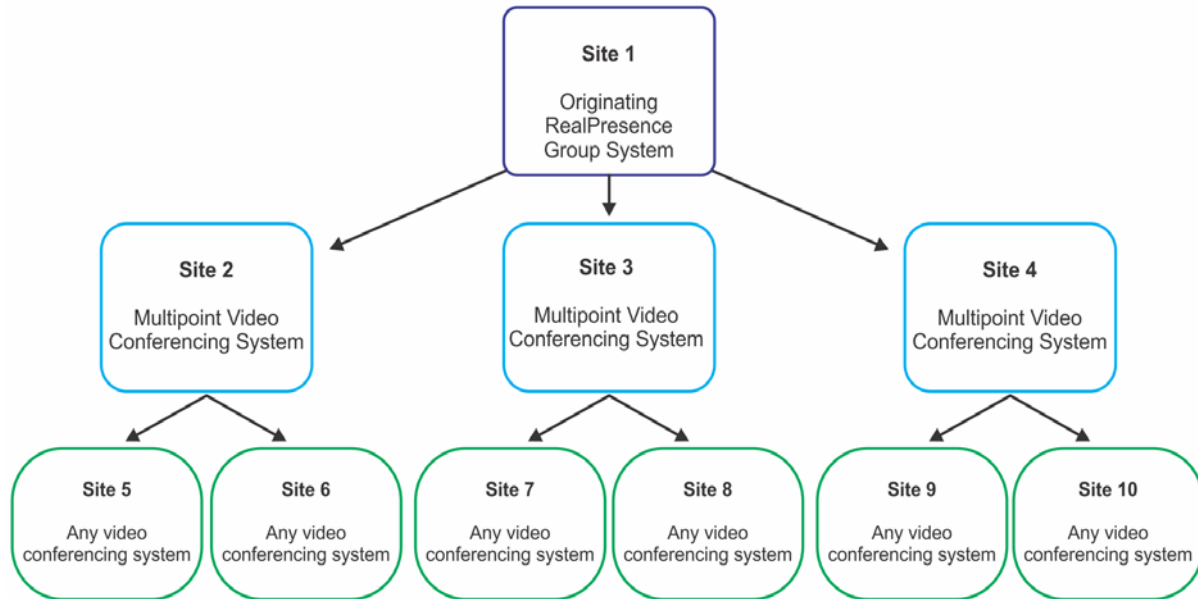 Site 1
Originating
RealPresence
Group System
Site 2
Multipoint Video
Conferencing System
Site 3
Multipoint Video
Conferencing System
Site 4
Multipoint Video
Conferencing System
Site 5
Any video
conferencing system
Site 6
Any video
conferencing system
Site 7
Any video
conferencing system
Site 8
Any video
conferencing system
Site 9
Any video
conferencing system
Site 10
Any video
conferencing system